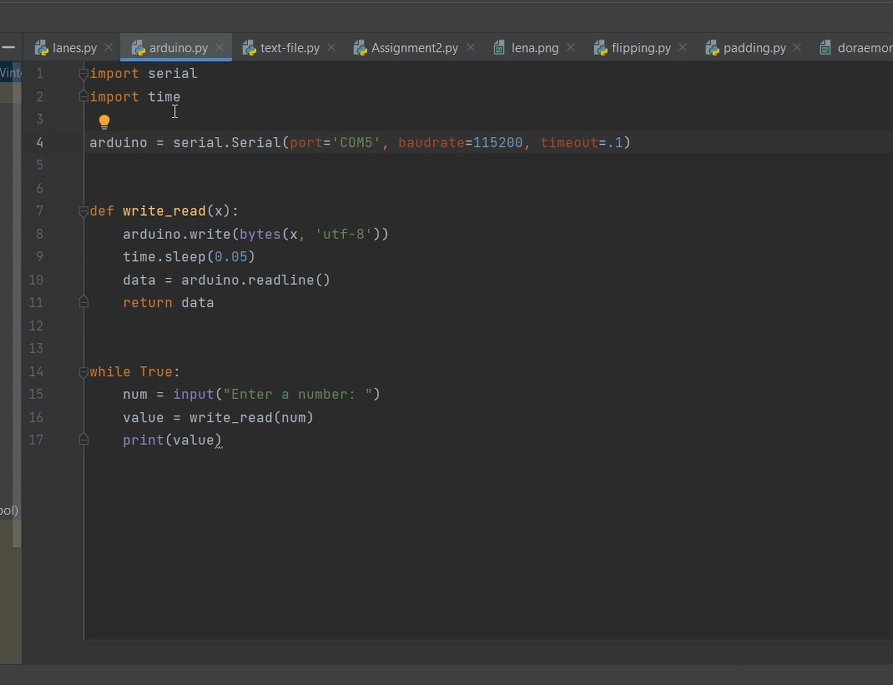 lanes.py arduino.py text-file.py Assignment2.py lena.png flipping.py padding.py doraemon
1 import serial
2 import time
3
4 arduino = serial.Serial(port='COM5', baudrate=115200, timeout=.1)
5
6
7 def write_read(x):
8     arduino.write(bytes(x, 'utf-8'))
9     time.sleep(0.05)
10     data = arduino.readline()
11     return data
12
13
14 while True:
15     num = input("Enter a number: ")
16     value = write_read(num)
17     print(value)